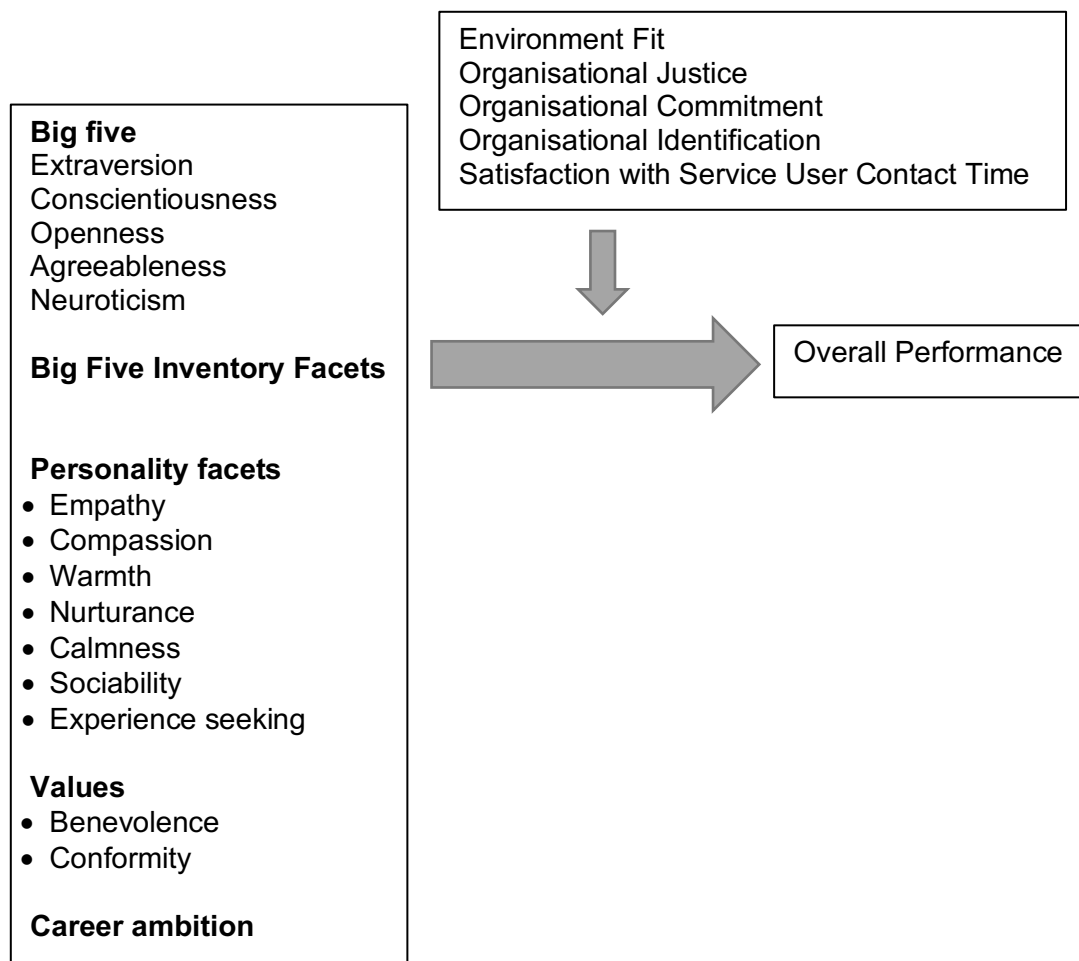 Environment Fit
Organisational Justice
Organisational Commitment
Organisational Identification
Satisfaction with Service User Contact Time
Big five
Extraversion
Conscientiousness
Openness
Agreeableness
Neuroticism
Big Five Inventory Facets
Personality facets
• Empathy
• Compassion
• Warmth
• Nurturance
• Calmness
• Sociability
• Experience seeking
Values
• Benevolence
• Conformity
Career ambition
Overall Performance